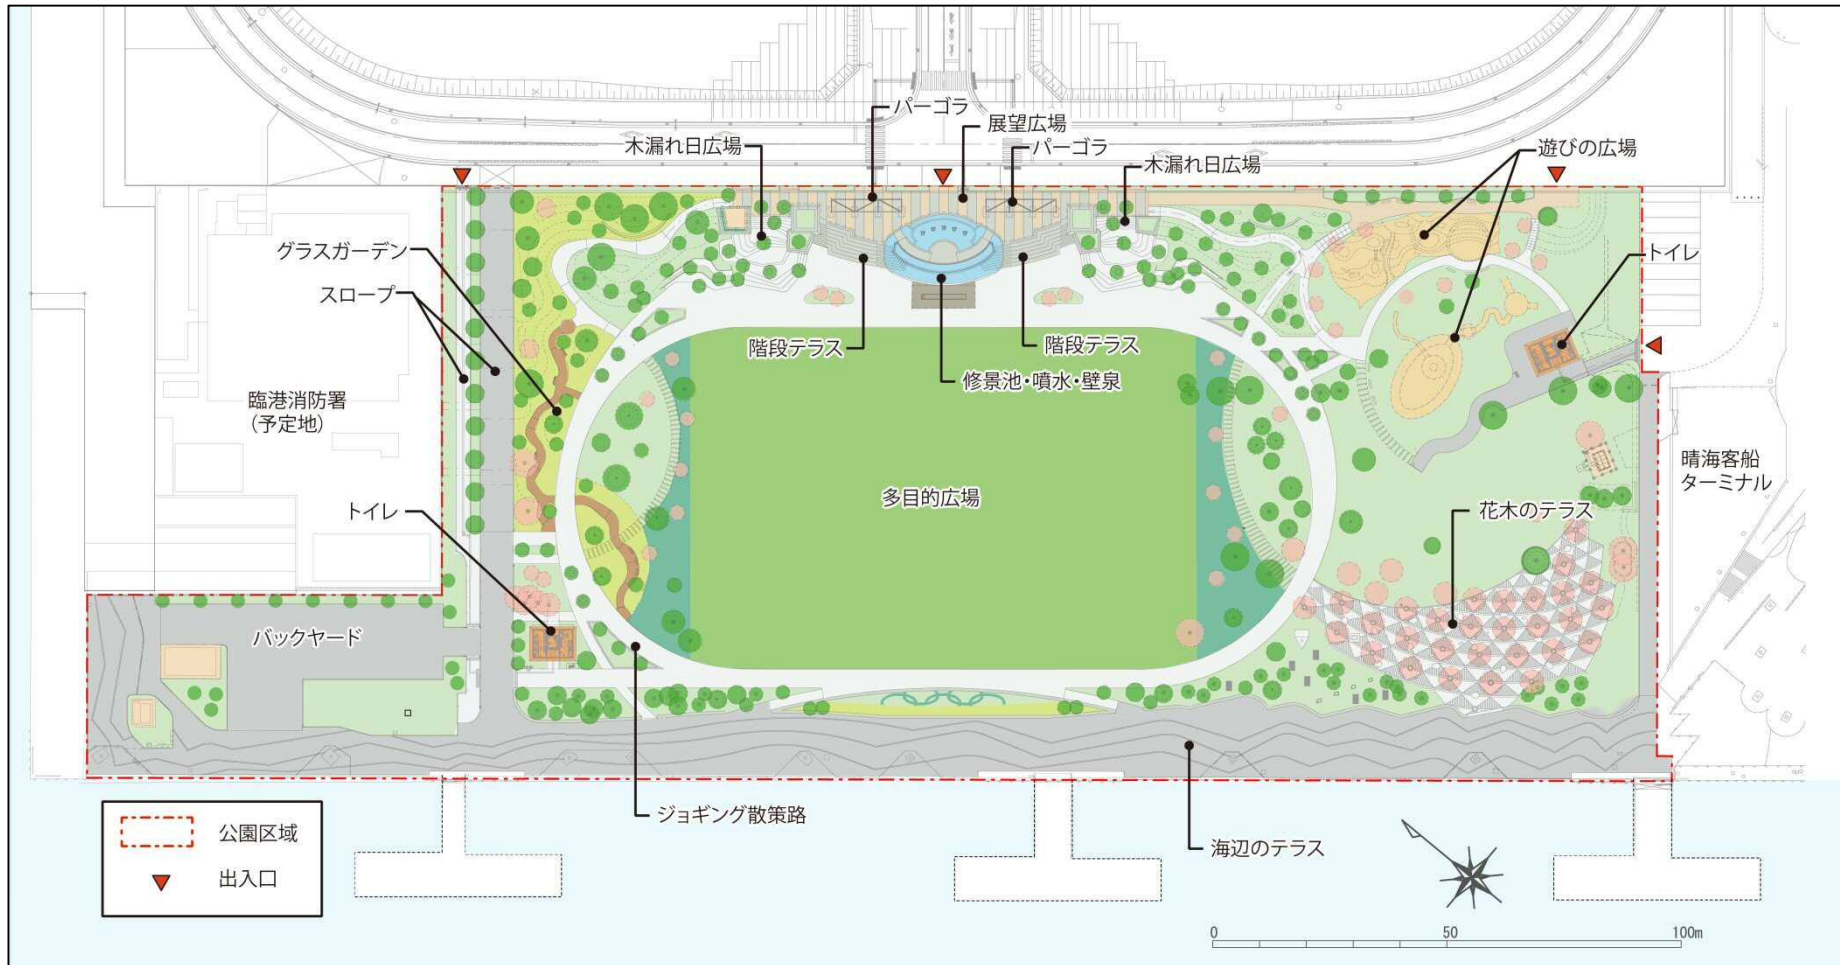 パーゴラ
展望広場
パーゴラ
木漏れ日広場
木漏れ日広場
遊びの広場
グラスガーデン
スロープ
トイレ
階段テラス
階段テラス
修景池・噴水・壁泉
臨港消防署
(予定地)
晴海客船
ターミナル
多目的広場
トイレ
花木のテラス
バックヤード
ジョギング散策路
海辺のテラス
公園区域
出入口
0
50
100m